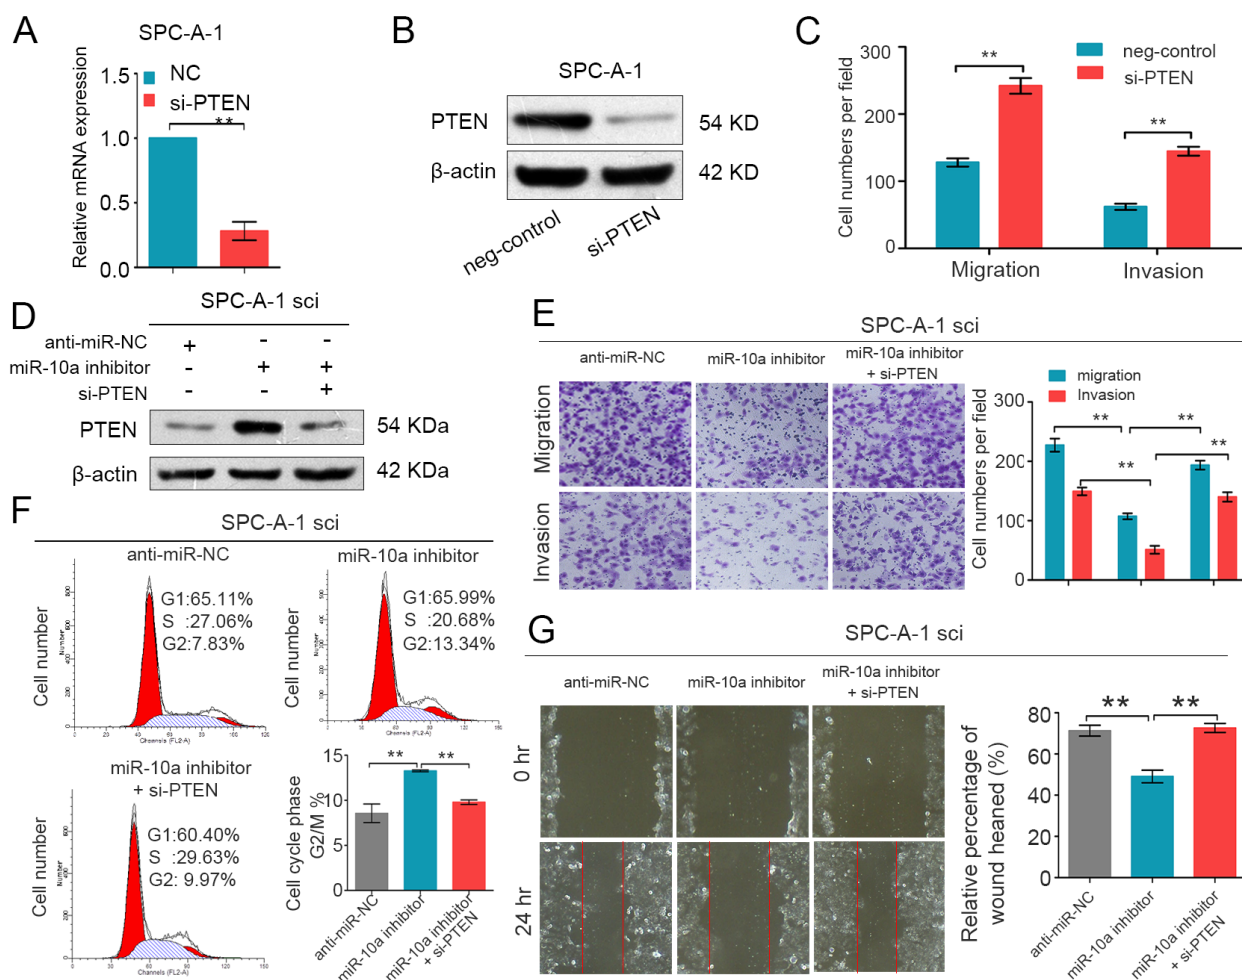 A
SPC-A-1
Relative mRNA expression
1.5
1.0
0.5
0.0
NC
si-PTEN
**
B
SPC-A-1
PTEN
54 KD
β-actin
42 KD
neg-control
si-PTEN
C
Cell numbers per field
300
200
100
0
neg-control
si-PTEN
**
**
Migration
Invasion
D
SPC-A-1 sci
anti-miR-NC + - -
miR-10a inhibitor - + +
si-PTEN - - +
PTEN
54 KDa
β-actin
42 KDa
E
SPC-A-1 sci
anti-miR-NC
miR-10a inhibitor
miR-10a inhibitor
+ si-PTEN
Migration
Invasion
Cell numbers per field
300
200
100
0
migration
Invasion
**
**
**
**
F
SPC-A-1 sci
anti-miR-NC
Cell number
Number
G1:65.11%
S :27.06%
G2:7.83%
Channels (FL2-A)
miR-10a inhibitor
Cell number
G1:65.99%
S :20.68%
G2:13.34%
Channels (FL2-A)
miR-10a inhibitor
+ si-PTEN
Cell number
G1:60.40%
S :29.63%
G2: 9.97%
Channels (FL2-A)
Cell cycle phase
G2/M %
15
10
5
0
**
**
anti-miR-NC
miR-10a inhibitor
miR-10a inhibitor
+ si-PTEN
G
SPC-A-1 sci
anti-miR-NC
miR-10a inhibitor
miR-10a inhibitor
+ si-PTEN
0 hr
24 hr
Relative percentage of
wound heaned (%)
80
60
40
20
0
**
**
anti-miR-NC
miR-10a inhibitor
miR-10a inhibitor
+ si-PTEN